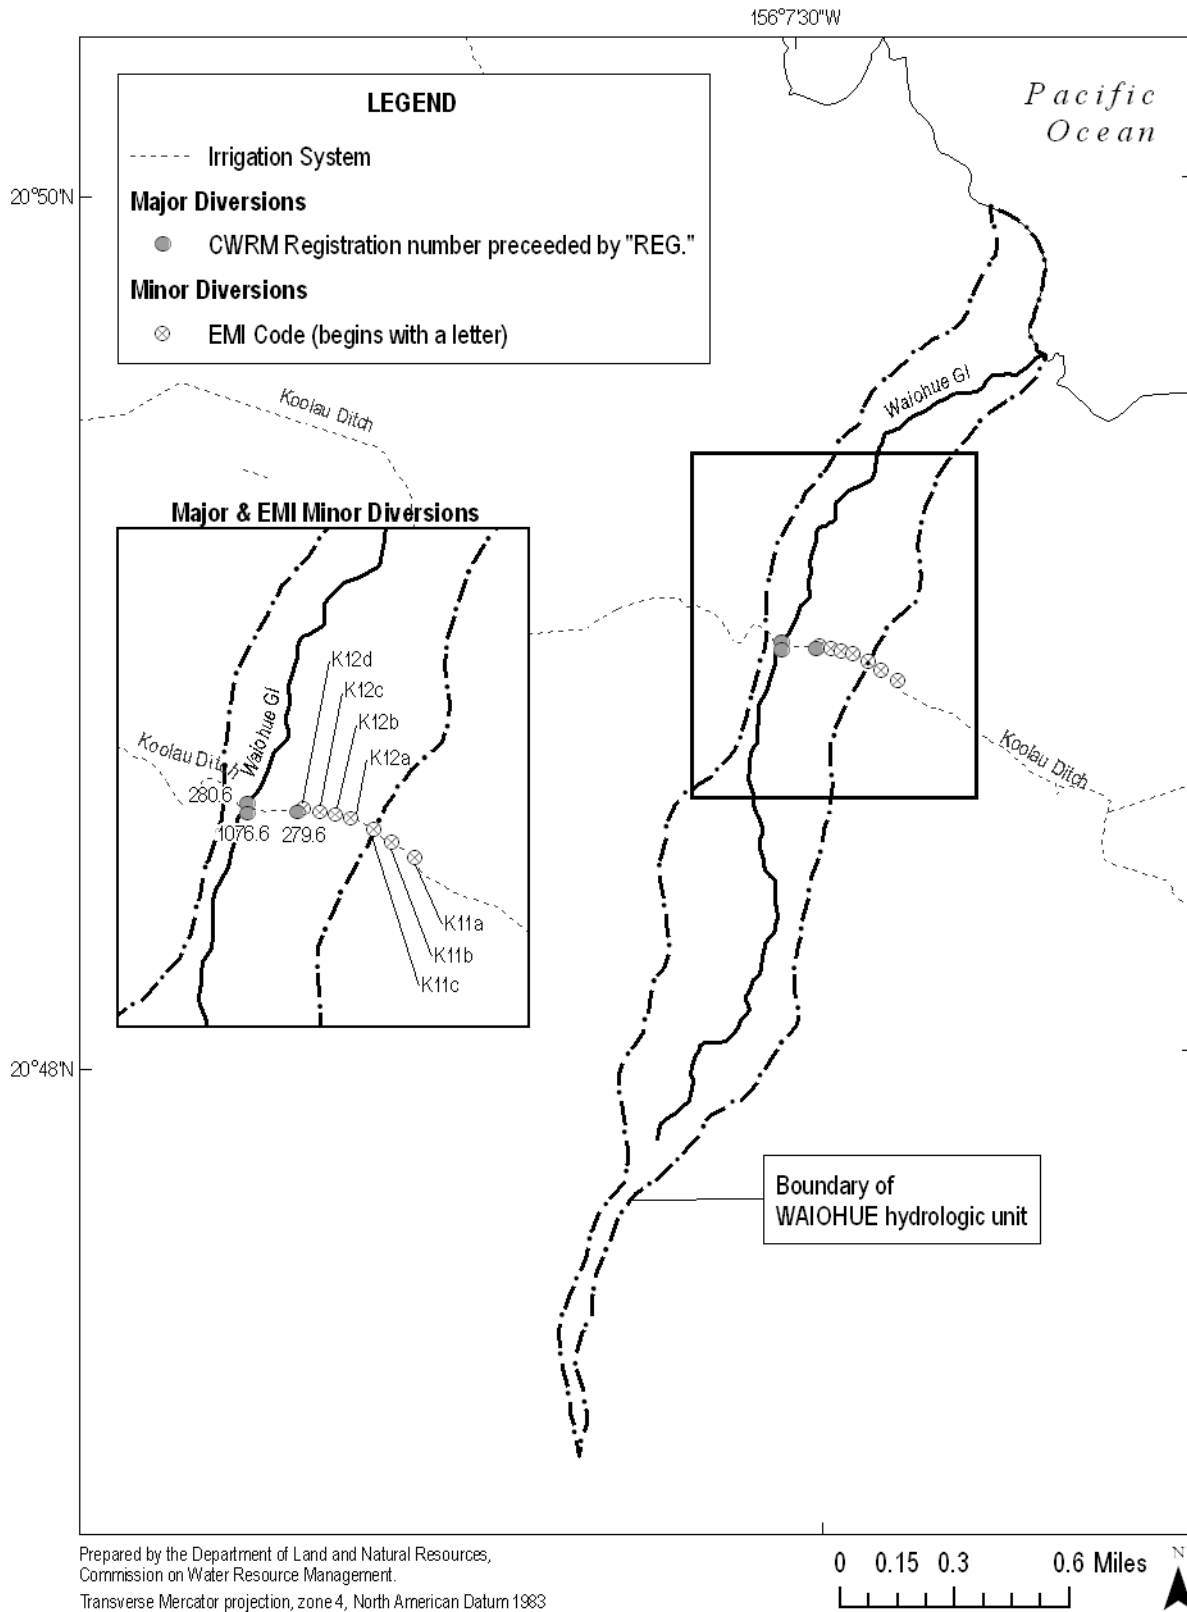 156°7'30"W
Pacific
Ocean
LEGEND
Irrigation System
Major Diversions
CWRM Registration number preceeded by "REG."
Minor Diversions
EMI Code (begins with a letter)
20°50'N
Waiohue Gl
Koolau Ditch
Major & EMI Minor Diversions
K12d
K12c
K12b
K12a
Waiohue Gl
Koolau Ditch
280.6
1076.6
279.6
K11a
K11b
K11c
Koolau Ditch
20°48'N
Boundary of
WAIOHUE hydrologic unit
Prepared by the Department of Land and Natural Resources,
Commission on Water Resource Management.
Transverse Mercator projection, zone 4, North American Datum 1983
0 0.15 0.3 0.6 Miles
N